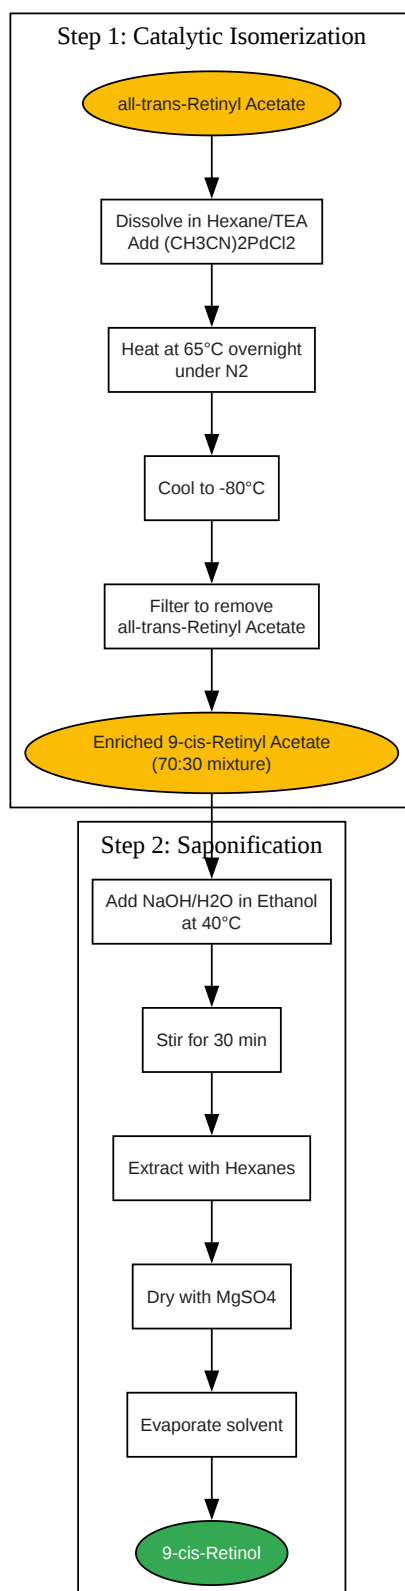 Step 1: Catalytic Isomerization
all-trans-Retinyl Acetate
Dissolve in Hexane/TEA
Add (CH3CN)2PdCl2
Heat at 65°C overnight
under N2
Cool to -80°C
Filter to remove
all-trans-Retinyl Acetate
Enriched 9-cis-Retinyl Acetate
(70:30 mixture)
Step 2: Saponification
Add NaOH/H2O in Ethanol
at 40°C
Stir for 30 min
Extract with Hexanes
Dry with MgSO4
Evaporate solvent
9-cis-Retinol